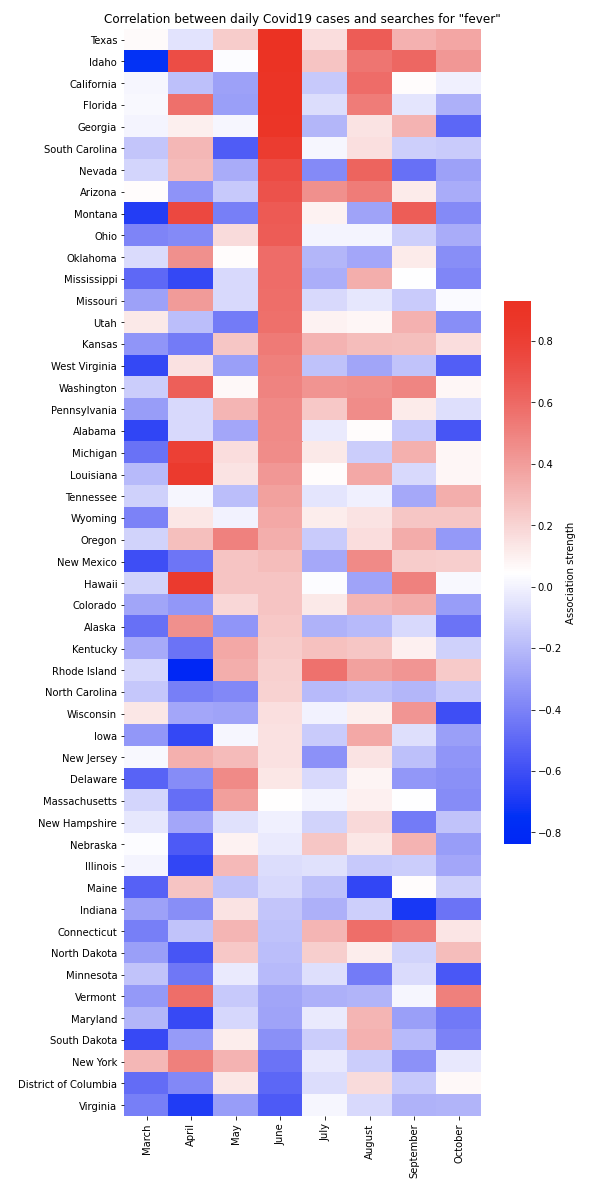 Correlation between daily Covid19 cases and searches for "fever"
Texas
Idaho
California
Florida
Georgia
South Carolina
Nevada
Arizona
Montana
Ohio
Oklahoma
Mississippi
Missouri
Utah
Kansas
West Virginia
Washington
Pennsylvania
Alabama
Michigan
Louisiana
Tennessee
Wyoming
Oregon
New Mexico
Hawaii
Colorado
Alaska
Kentucky
Rhode Island
North Carolina
Wisconsin
Iowa
New Jersey
Delaware
Massachusetts
New Hampshire
Nebraska
Illinois
Maine
Indiana
Connecticut
North Dakota
Minnesota
Vermont
Maryland
South Dakota
New York
District of Columbia
Virginia
March
April
May
June
July
August
September
October
0.8
0.6
0.4
0.2
0.0
−0.2
−0.4
−0.6
−0.8
Association strength